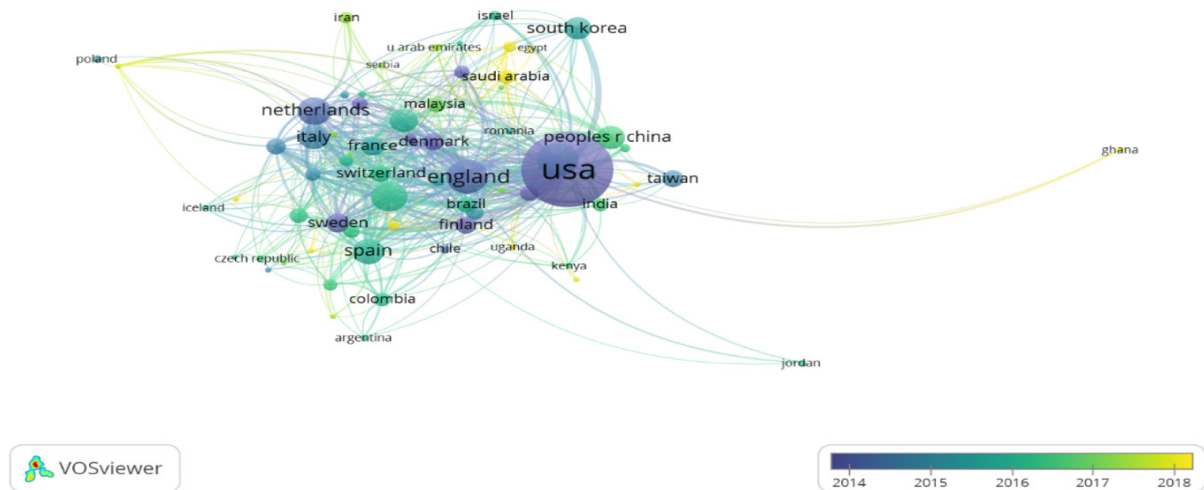 iran
israel
south korea
u arab emirates
egypt
poland
serbia
saudi arabia
netherlands
malaysia
italy
france
denmark
romania
peoples r china
ghana
switzerland
england
usa
taiwan
iceland
brazil
india
sweden
finland
spain
chile
uganda
czech republic
kenya
colombia
argentina
jordan
VOSviewer
2014 2015 2016 2017 2018